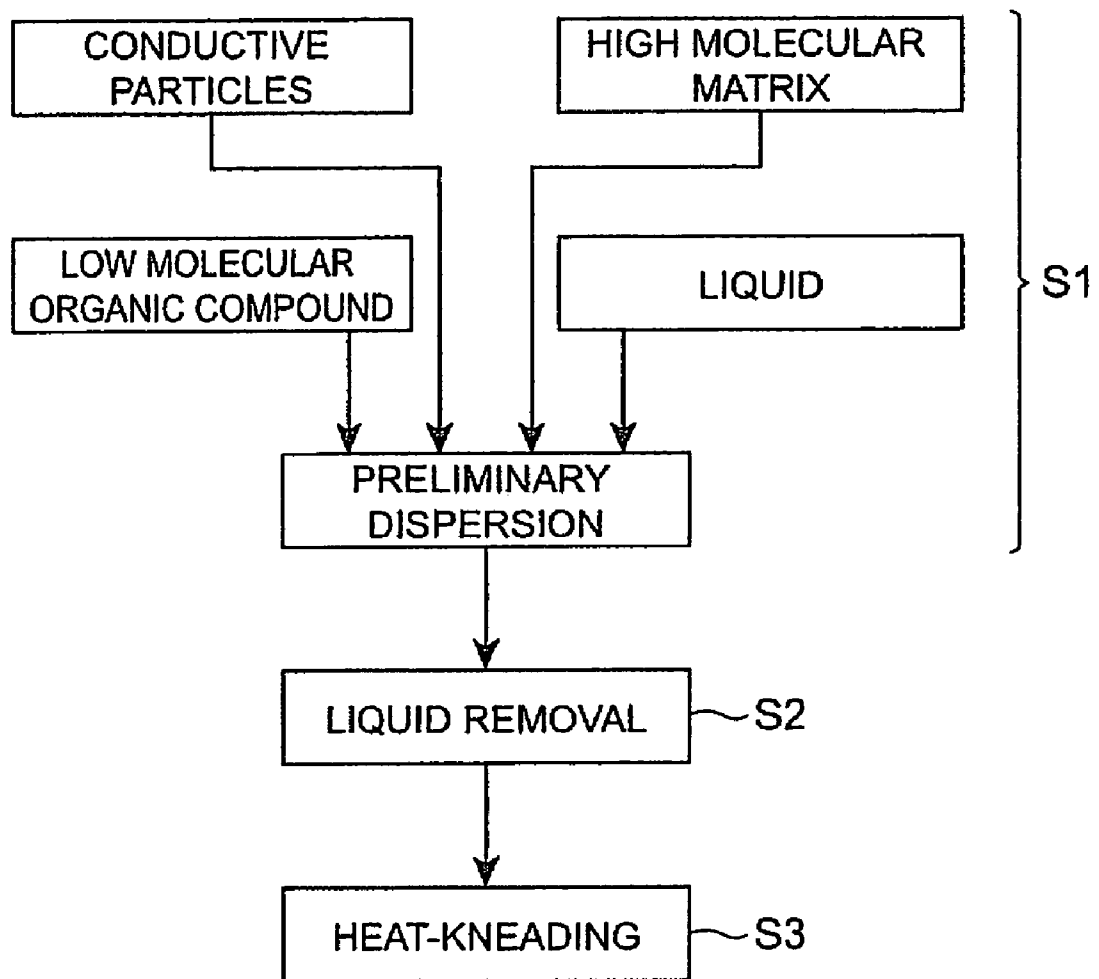 CONDUCTIVE
PARTICLES
HIGH MOLECULAR
MATRIX
LOW MOLECULAR
ORGANIC COMPOUND
LIQUID
S1
PRELIMINARY
DISPERSION
LIQUID REMOVAL
S2
HEAT-KNEADING
S3